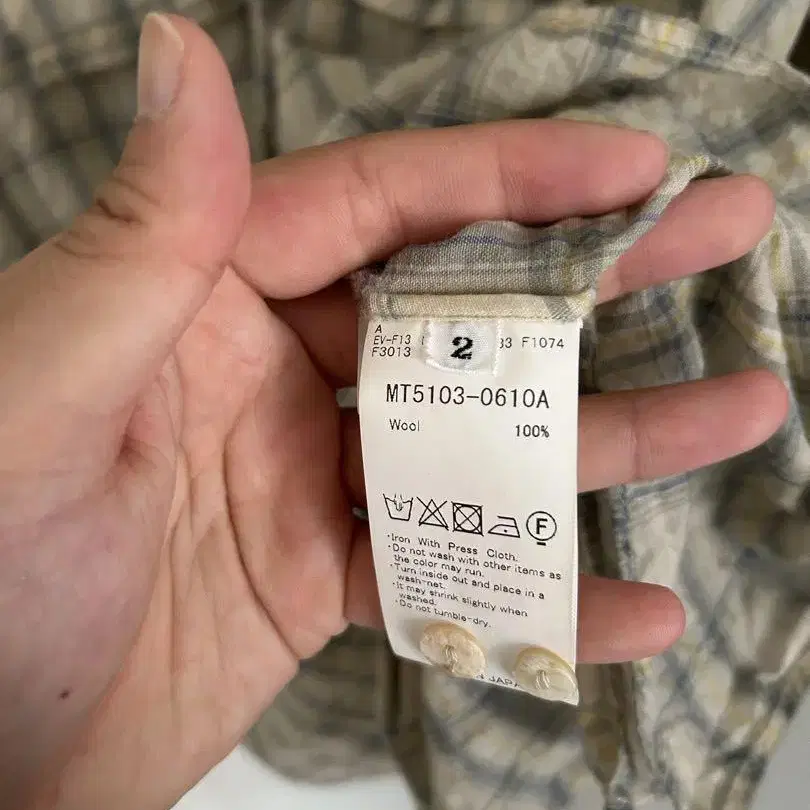 A
EV-F13 33 F1074
F3013
2
MT5103-0610A
Wool 100%
F
·Iron With Press Cloth.
·Do not wash with other items as
the color may run.
·Turn inside out and place in a
wash-net.
·It may shrink slightly when
washed.
·Do not tumble-dry.